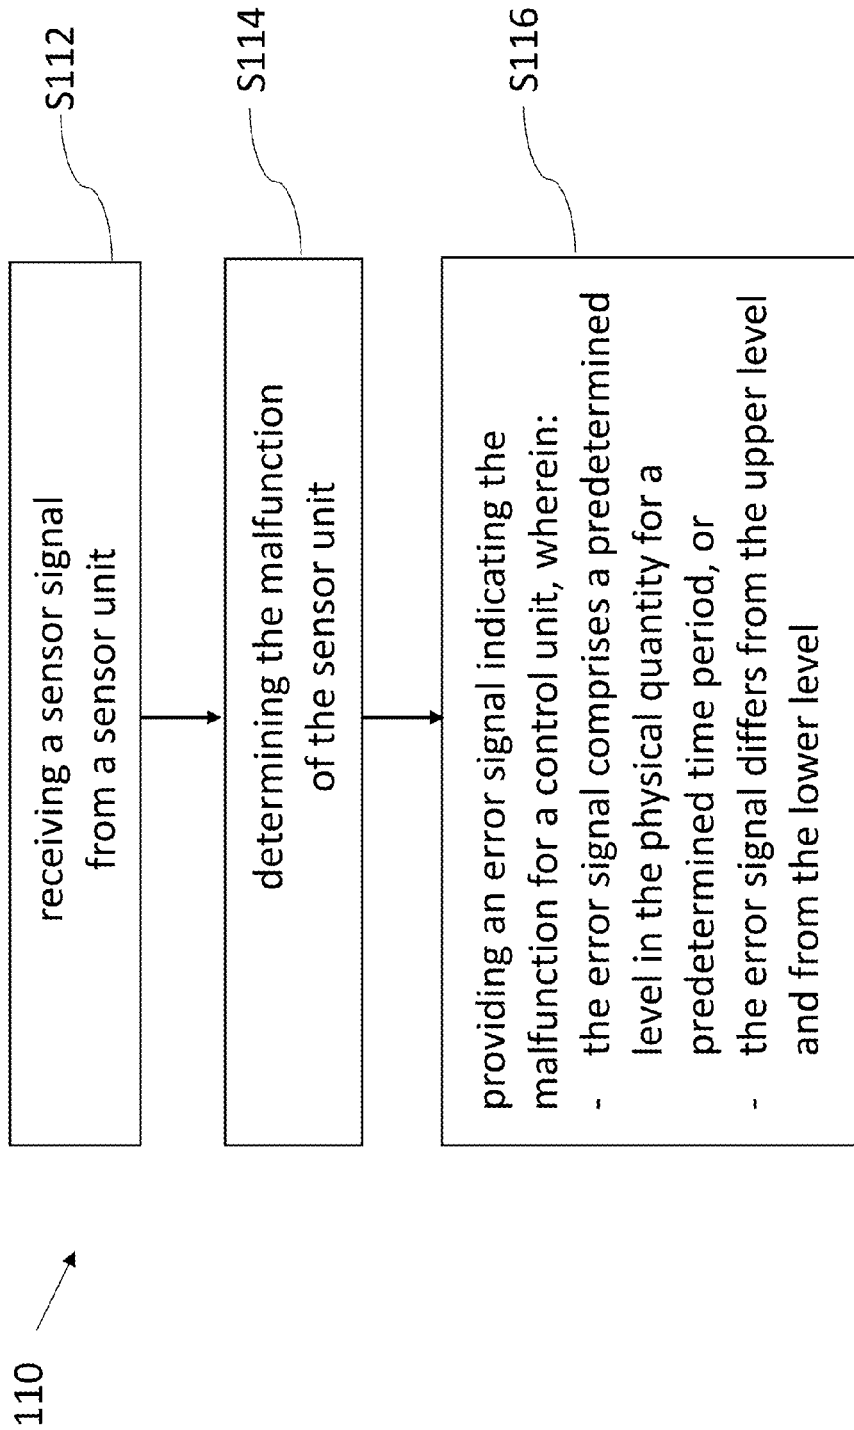 110
receiving a sensor signal
from a sensor unit
S112
determining the malfunction
of the sensor unit
S114
providing an error signal indicating the
malfunction for a control unit, wherein:
- the error signal comprises a predetermined
level in the physical quantity for a
predetermined time period, or
- the error signal differs from the upper level
and from the lower level
S116